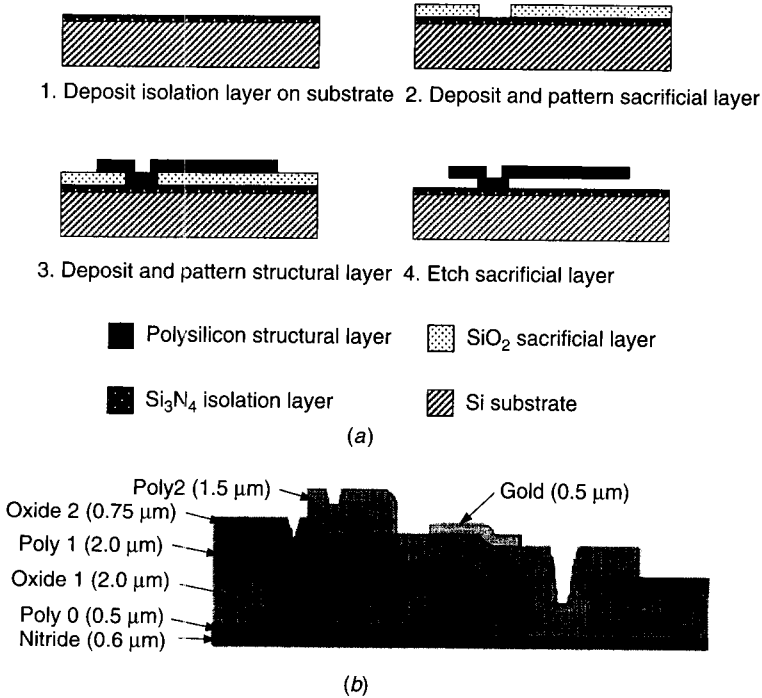 1. Deposit isolation layer on substrate
2. Deposit and pattern sacrificial layer
3. Deposit and pattern structural layer
4. Etch sacrificial layer
Polysilicon structural layer
SiO2 sacrificial layer
Si3N4 isolation layer
Si substrate
(a)
Poly2 (1.5 μm)
Gold (0.5 μm)
Oxide 2 (0.75 μm)
Poly 1 (2.0 μm)
Oxide 1 (2.0 μm)
Poly 0 (0.5 μm)
Nitride (0.6 μm)
(b)